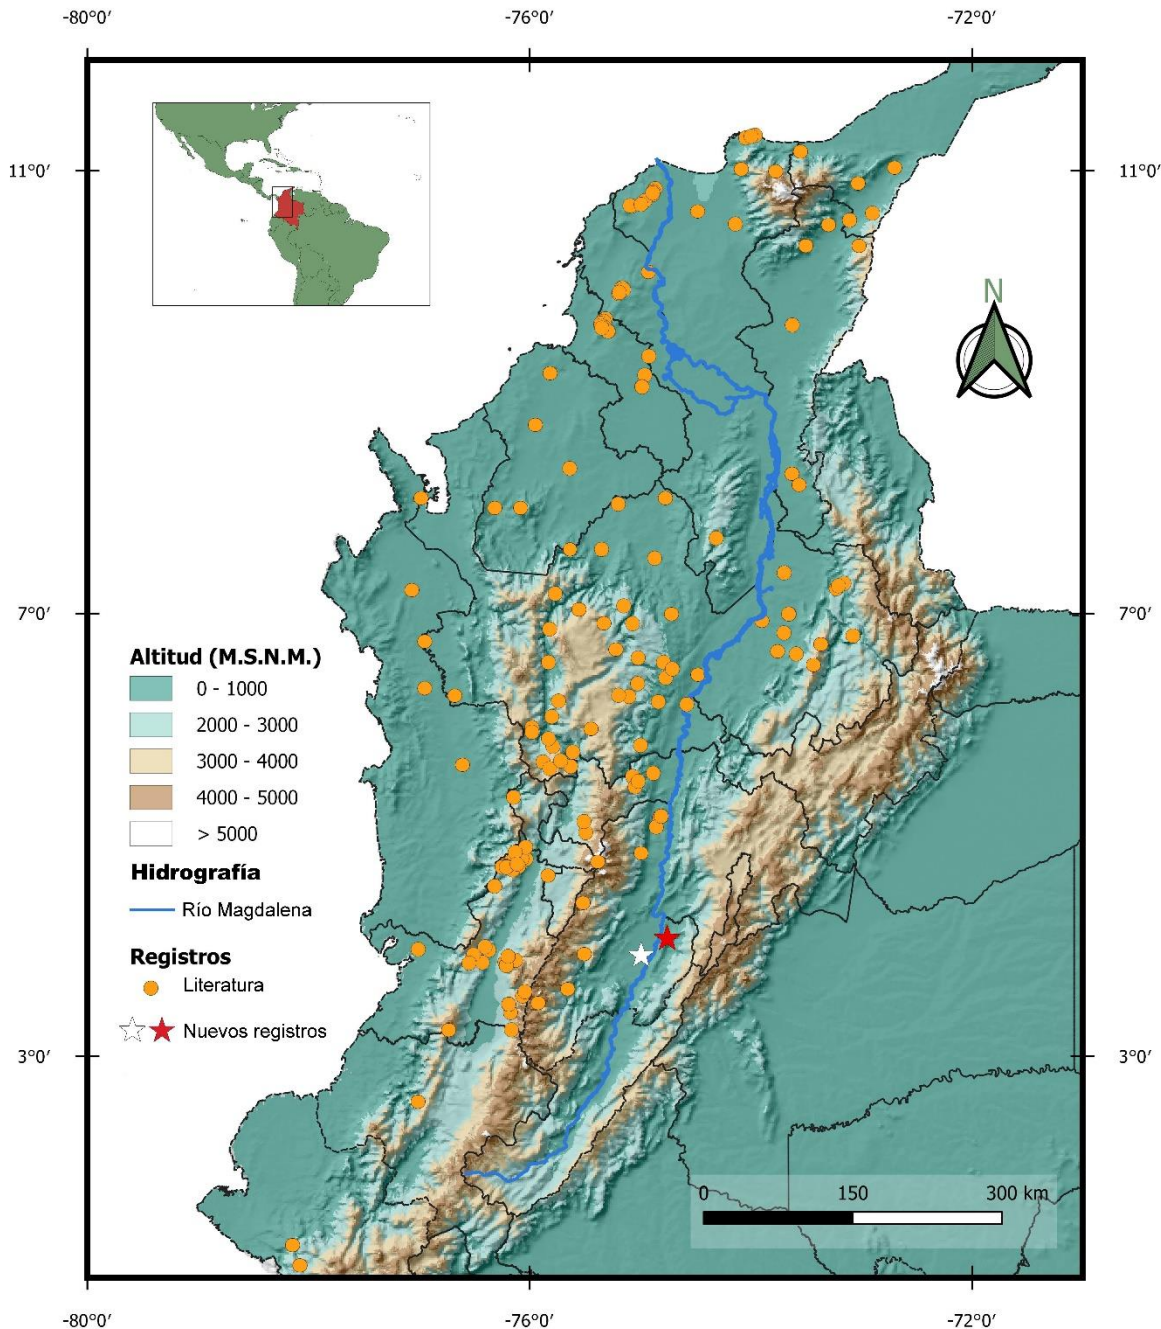 -80°0′ -76°0′ -72°0′
11°0′ 11°0′
N
7°0′ 7°0′
Altitud (M.S.N.M.)
0 - 1000
2000 - 3000
3000 - 4000
4000 - 5000
> 5000
Hidrografía
Río Magdalena
Registros
Literatura
Nuevos registros
3°0′ 3°0′
0 150 300 km
-80°0′ -76°0′ -72°0′